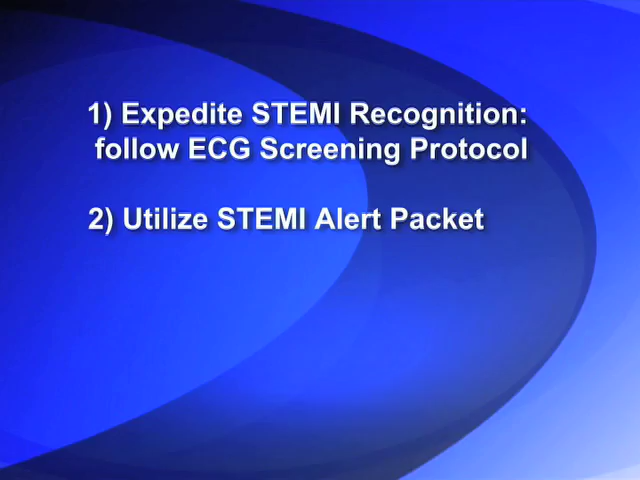 1) Expedite STEMI Recognition:
follow ECG Screening Protocol
2) Utilize STEMI Alert Packet